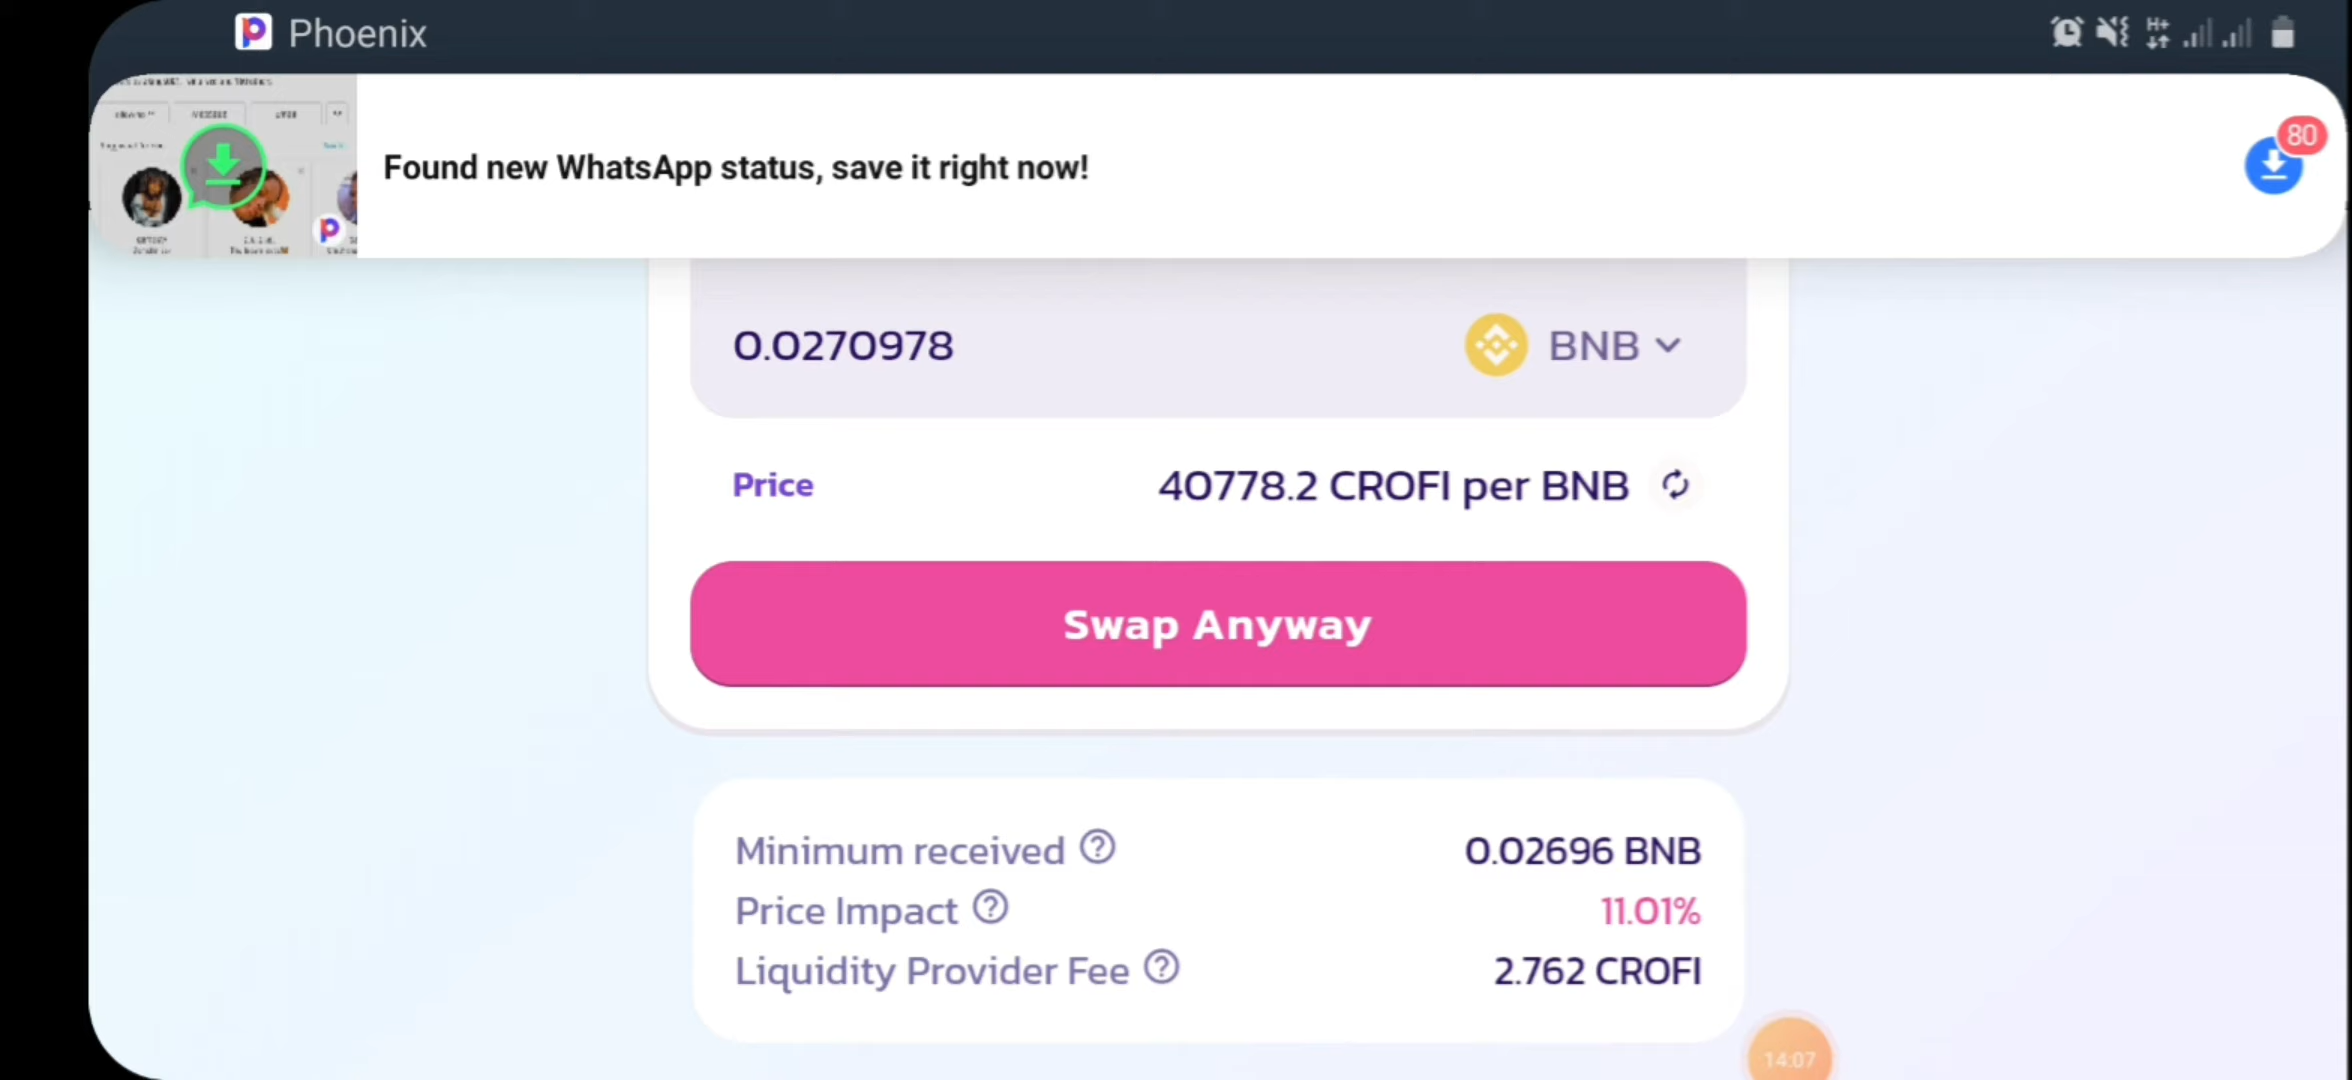 Phoenix
H+
Found new WhatsApp status, save it right now!
80
0.0270978
BNB
Price
40778.2 CROFI per BNB
Swap Anyway
Minimum received
0.02696 BNB
Price Impact
11.01%
Liquidity Provider Fee
2.762 CROFI
14:07